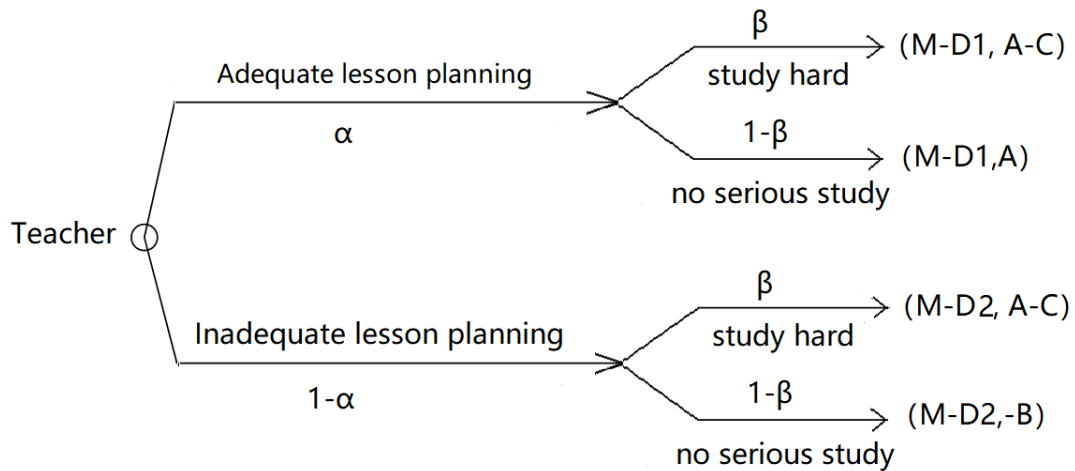 β
(M-D1, A-C)
Adequate lesson planning
study hard
α
1-β
(M-D1,A)
no serious study
Teacher
β
(M-D2, A-C)
Inadequate lesson planning
study hard
1-α
1-β
(M-D2,-B)
no serious study